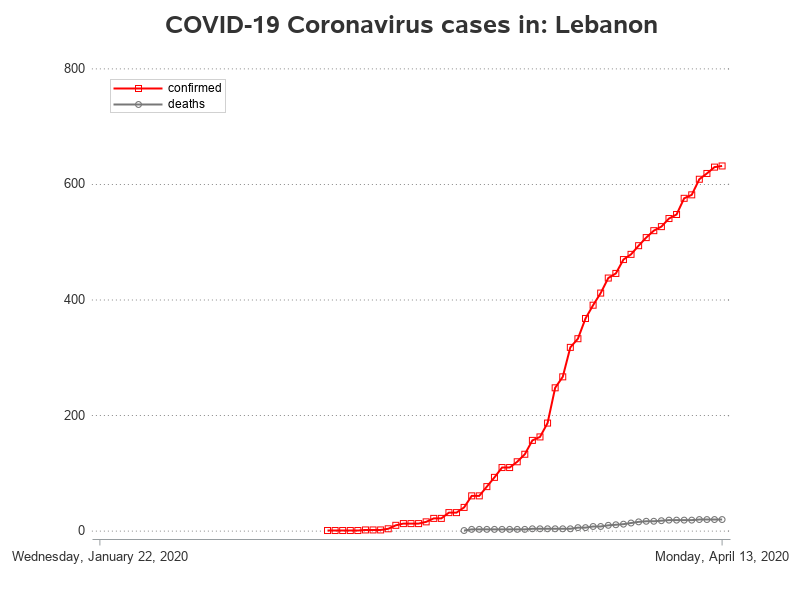 COVID-19 Coronavirus cases in: Lebanon
800
confirmed
deaths
600
400
200
0
Wednesday, January 22, 2020 Monday, April 13, 2020